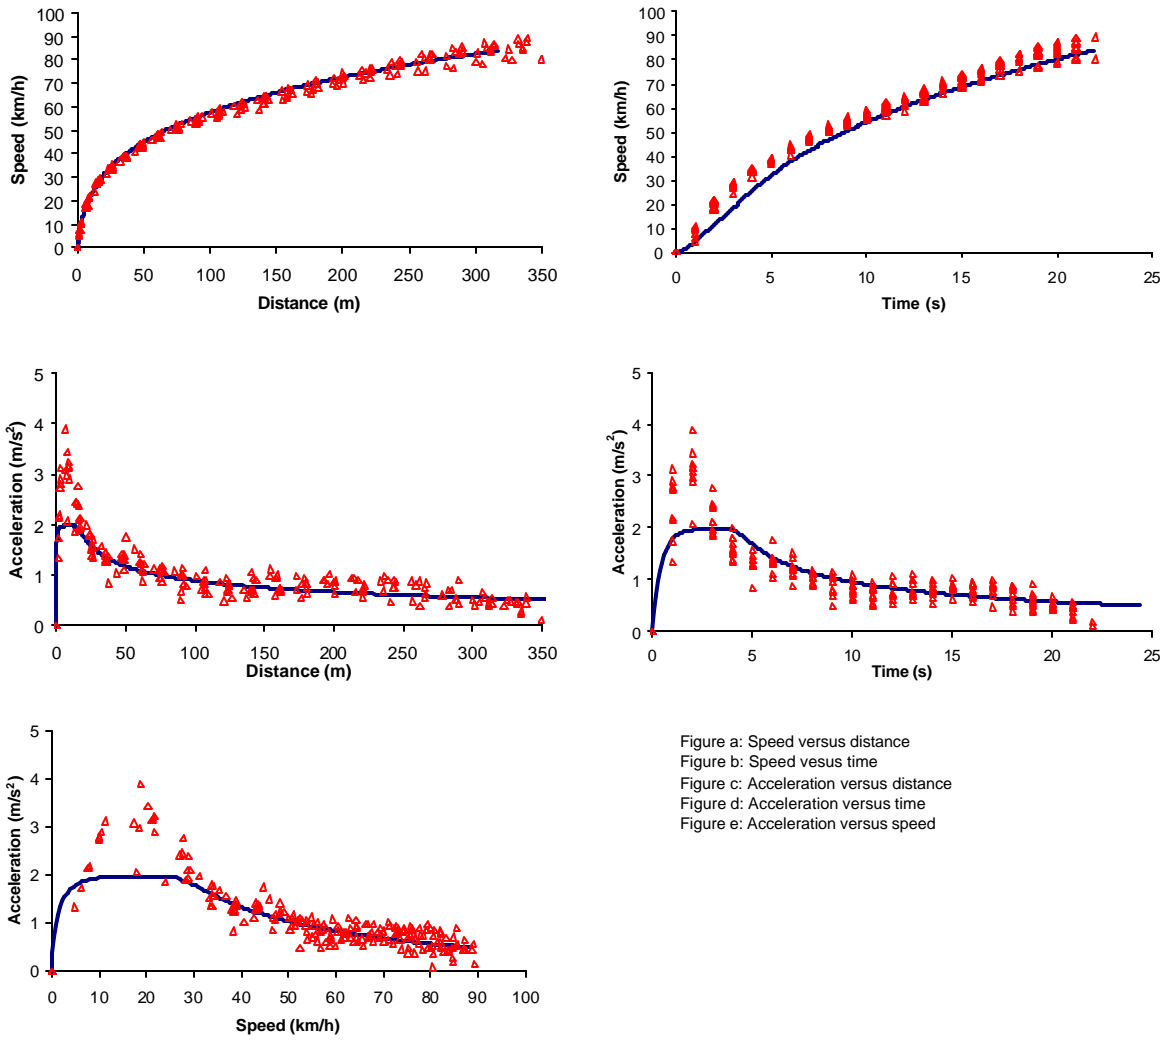 100
90
80
70
60
50
40
30
20
10
0
Speed (km/h)
0 50 100 150 200 250 300 350
Distance (m)
100
90
80
70
60
50
40
30
20
10
0
Speed (km/h)
0 5 10 15 20 25
Time (s)
5
4
3
2
1
0
Acceleration (m/s²)
0 50 100 150 200 250 300 350
Distance (m)
5
4
3
2
1
0
Acceleration (m/s²)
0 5 10 15 20 25
Time (s)
5
4
3
2
1
0
Acceleration (m/s²)
0 10 20 30 40 50 60 70 80 90 100
Speed (km/h)
Figure a: Speed versus distance
Figure b: Speed vesus time
Figure c: Acceleration versus distance
Figure d: Acceleration versus time
Figure e: Acceleration versus speed